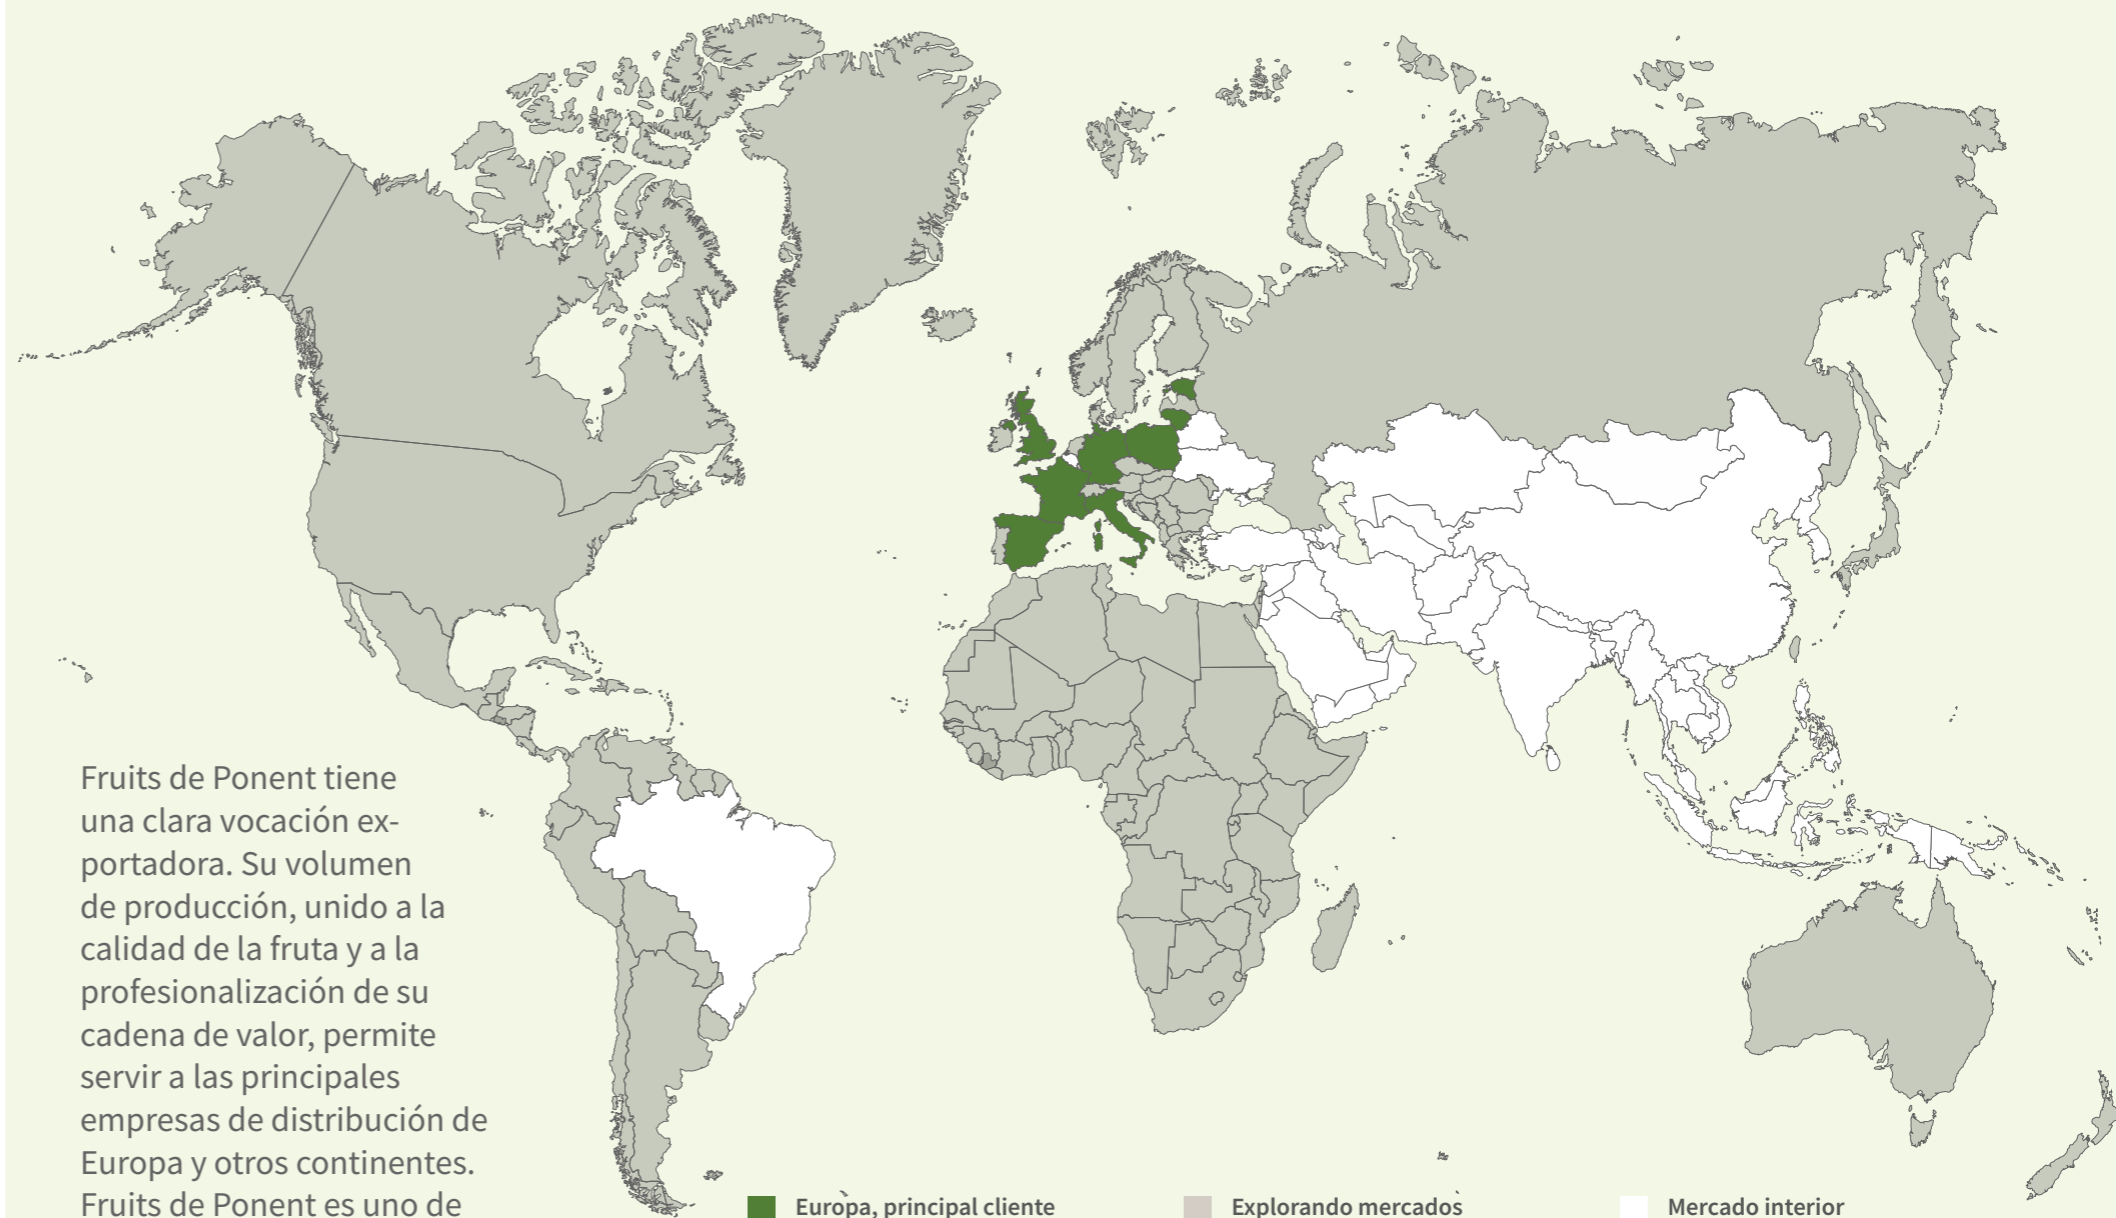 Fruits de Ponent tiene
una clara vocación ex-
portadora. Su volumen
de producción, unido a la
calidad de la fruta y a la
profesionalización de su
cadena de valor, permite
servir a las principales
empresas de distribución de
Europa y otros continentes.
Fruits de Ponent es uno de
Europa, principal cliente
Explorando mercados
Mercado interior